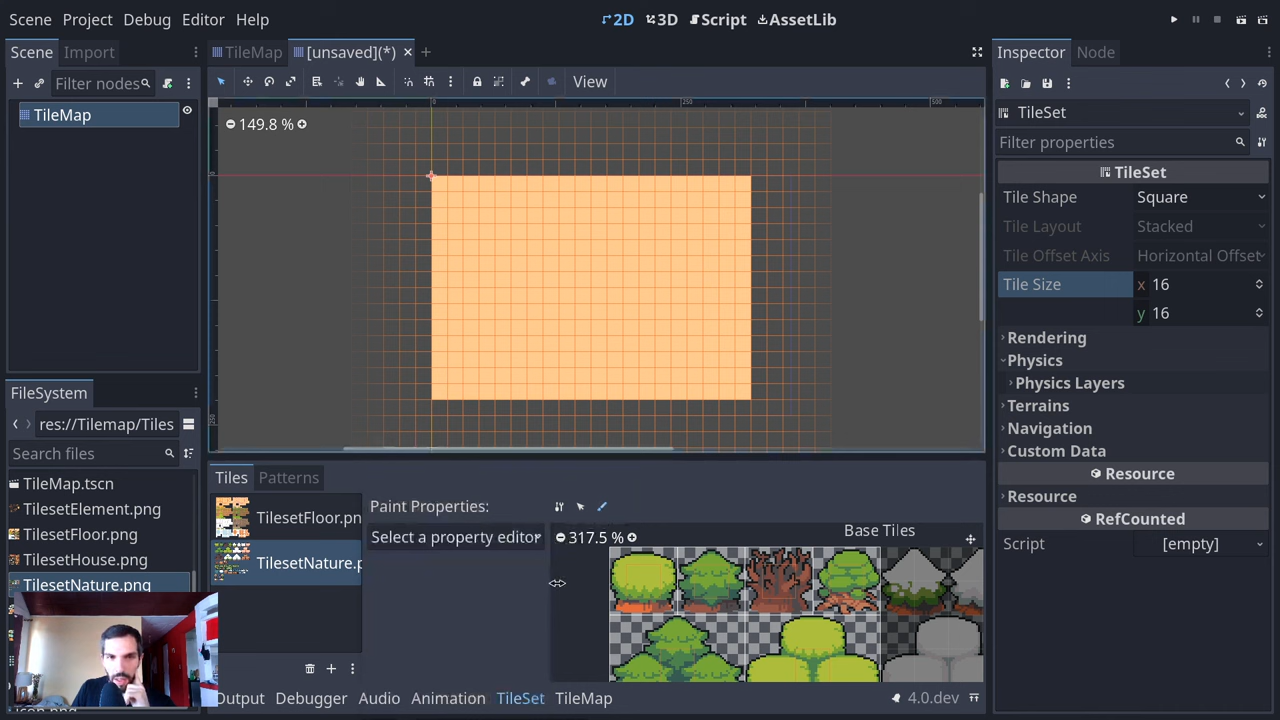 Scene Project Debug Editor Help
2D 3D Script AssetLib
Scene Import
TileMap [unsaved](*)
Inspector Node
Filter nodes
View
TileSet
TileMap
149.8 %
0 250 500
Filter properties
TileSet
Tile Shape Square
Tile Layout Stacked
Tile Offset Axis Horizontal Offset
Tile Size x 16
y 16
Rendering
Physics
Physics Layers
Terrains
Navigation
Custom Data
Resource
Resource
RefCounted
Script [empty]
FileSystem
res://Tilemap/Tiles
Search files
TileMap.tscn
TilesetElement.png
TilesetFloor.png
TilesetHouse.png
TilesetNature.png
Tiles Patterns
TilesetFloor.pn
TilesetNature.p
Paint Properties:
Select a property editor
317.5 %
Base Tiles
Output Debugger Audio Animation TileSet TileMap
4.0.dev